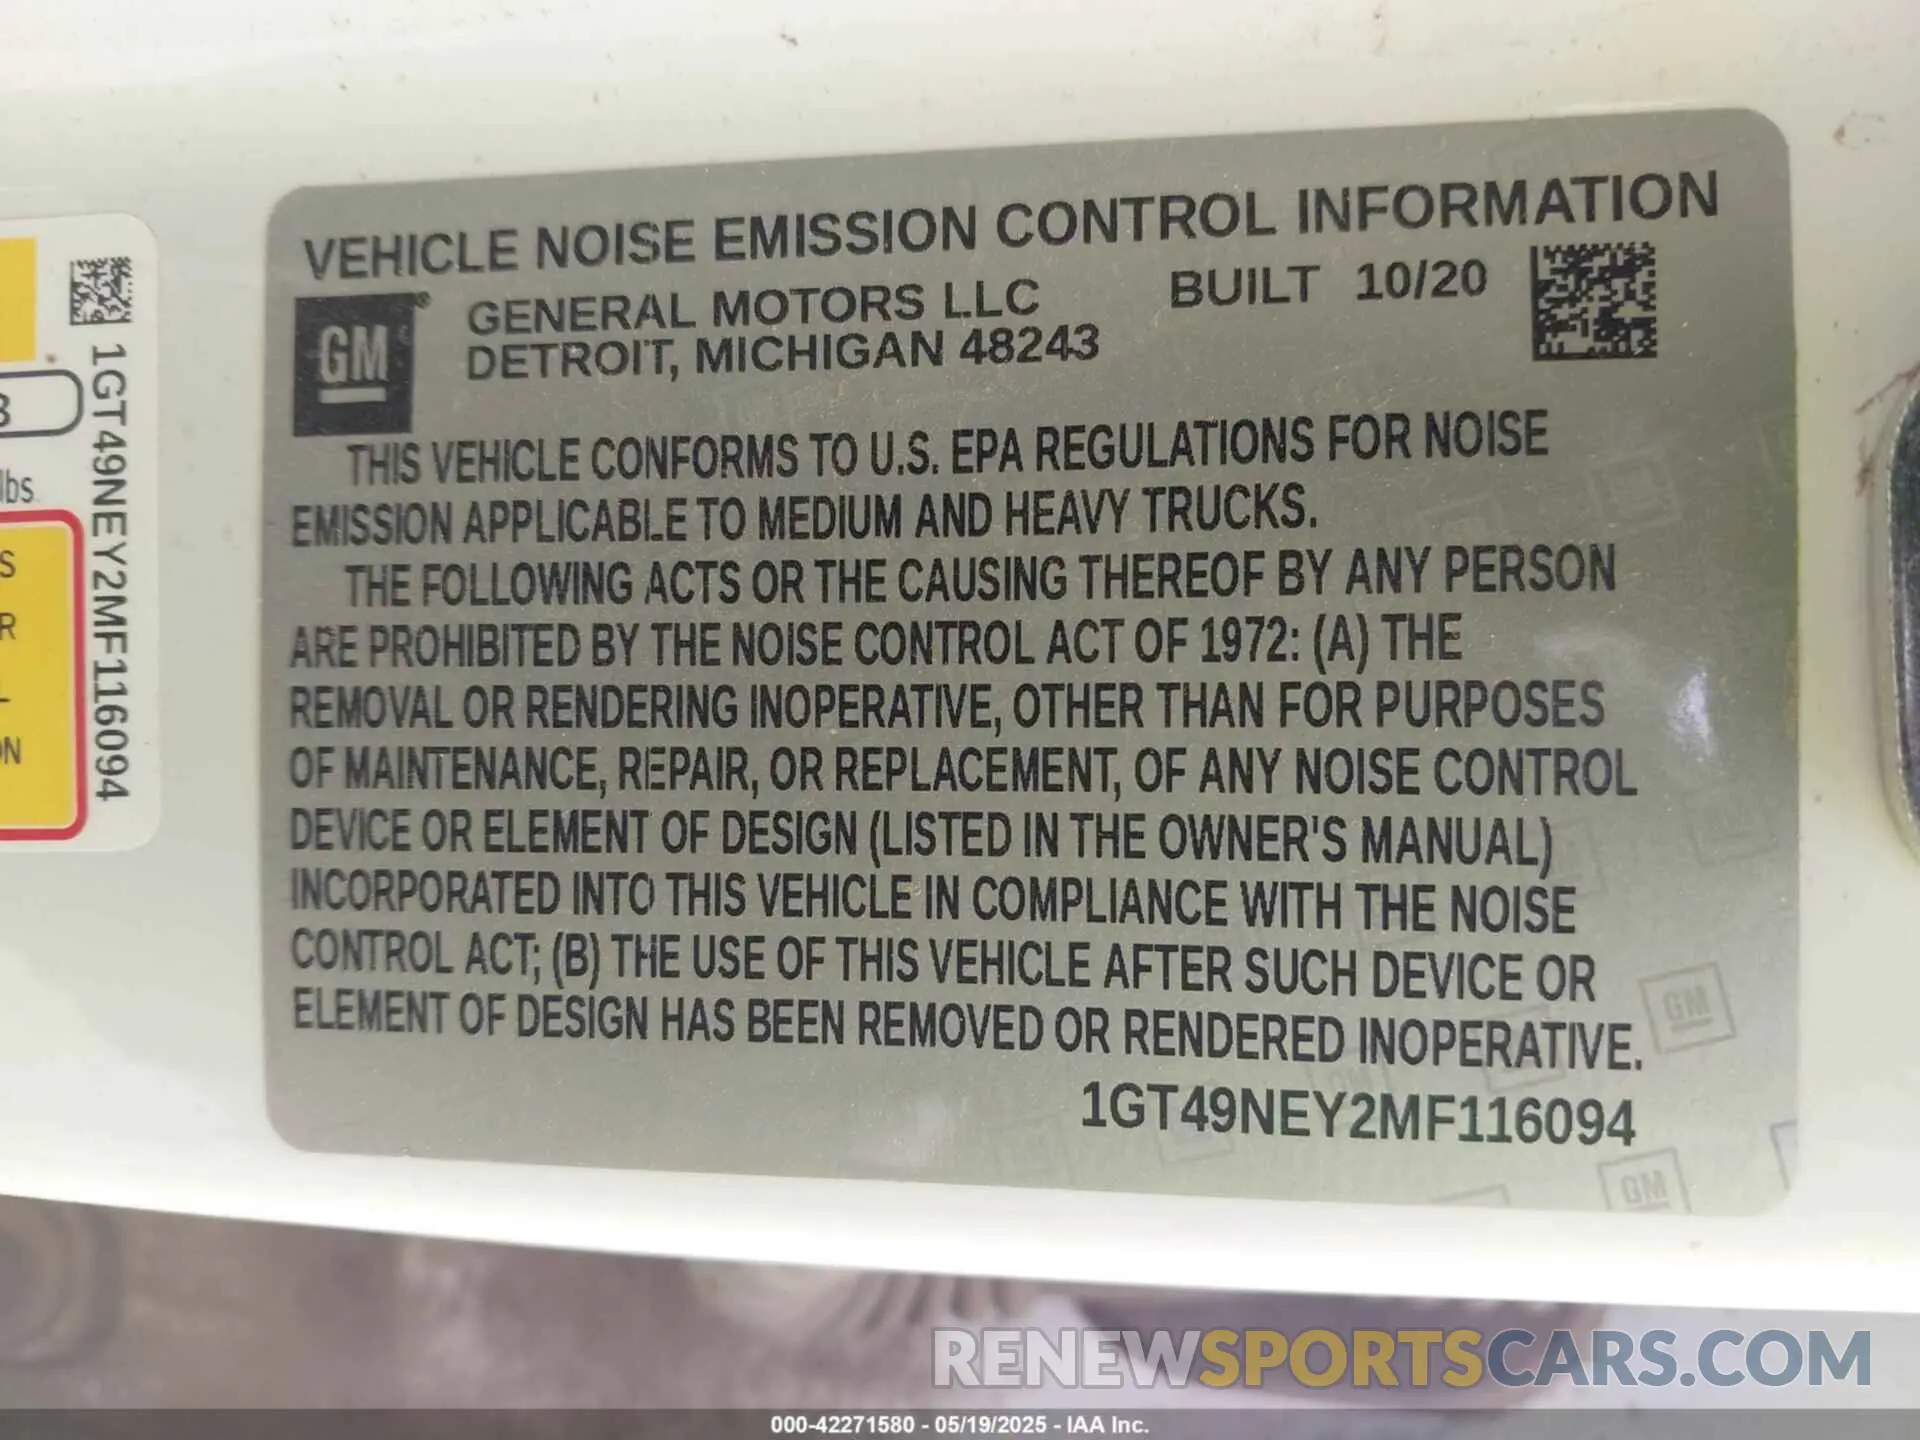 VEHICLE NOISE EMISSION CONTROL INFORMATION
GM®
GENERAL MOTORS LLC
DETROIT, MICHIGAN 48243
BUILT 10/20
THIS VEHICLE CONFORMS TO U.S. EPA REGULATIONS FOR NOISE
EMISSION APPLICABLE TO MEDIUM AND HEAVY TRUCKS.
THE FOLLOWING ACTS OR THE CAUSING THEREOF BY ANY PERSON
ARE PROHIBITED BY THE NOISE CONTROL ACT OF 1972: (A) THE
REMOVAL OR RENDERING INOPERATIVE, OTHER THAN FOR PURPOSES
OF MAINTENANCE, REPAIR, OR REPLACEMENT, OF ANY NOISE CONTROL
DEVICE OR ELEMENT OF DESIGN (LISTED IN THE OWNER'S MANUAL)
INCORPORATED INTO THIS VEHICLE IN COMPLIANCE WITH THE NOISE
CONTROL ACT; (B) THE USE OF THIS VEHICLE AFTER SUCH DEVICE OR
ELEMENT OF DESIGN HAS BEEN REMOVED OR RENDERED INOPERATIVE.
1GT49NEY2MF116094
GM
GM
1GT49NEY2MF116094
lbs
RENEWSPORTSCARS.COM
000-42271580 - 05/19/2025 - IAA Inc.